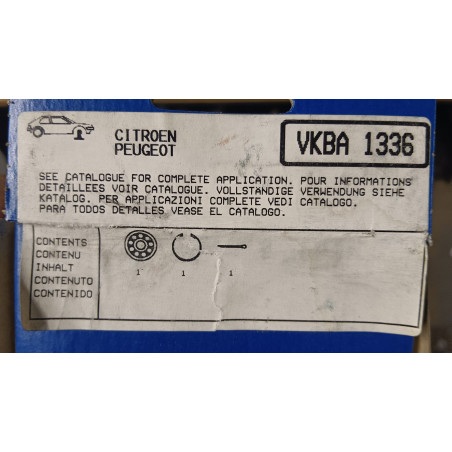 CITROEN
PEUGEOT
VKBA 1336
SEE CATALOGUE FOR COMPLETE APPLICATION. POUR INFORMATIONS
DETAILLEES VOIR CATALOGUE. VOLLSTANDIGE VERWENDUNG SIEHE
KATALOG. PER APPLICAZIONI COMPLETE VEDI CATALOGO.
PARA TODOS DETALLES VEASE EL CATALOGO.
CONTENTS
CONTENU
INHALT
CONTENUTO
CONTENIDO
1 1 1